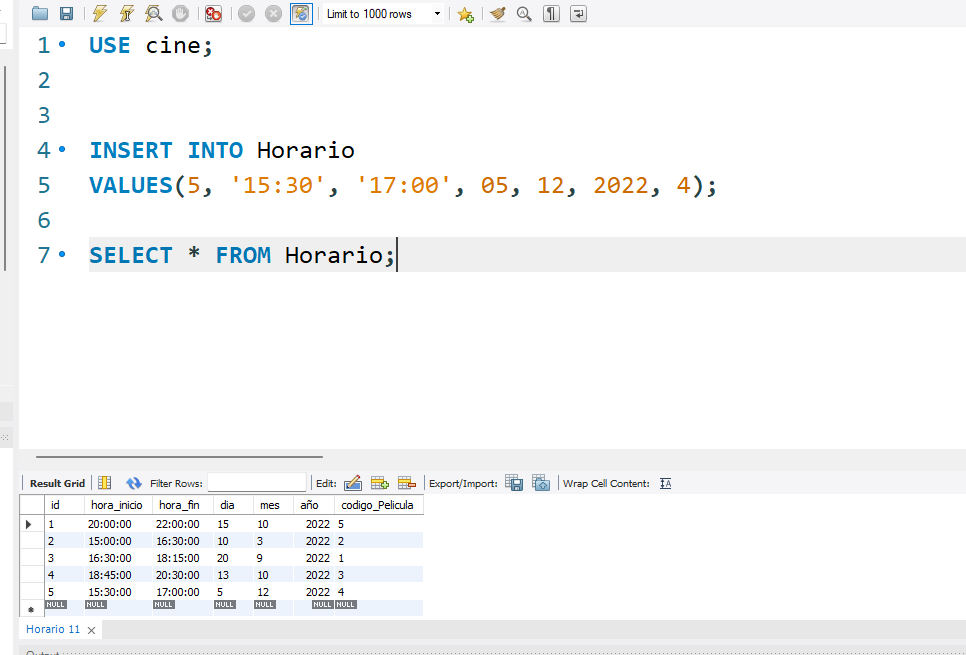 Limit to 1000 rows
1 USE cine;
2
3
4 INSERT INTO Horario
5 VALUES(5, '15:30', '17:00', 05, 12, 2022, 4);
6
7 SELECT * FROM Horario;
Result Grid Filter Rows: Edit: Export/Import: Wrap Cell Content:
id hora_inicio hora_fin dia mes año codigo_Pelicula
1 20:00:00 22:00:00 15 10 2022 5
2 15:00:00 16:30:00 10 3 2022 2
3 16:30:00 18:15:00 20 9 2022 1
4 18:45:00 20:30:00 13 10 2022 3
5 15:30:00 17:00:00 5 12 2022 4
NULL NULL NULL NULL NULL NULL NULL
Horario 11
Output